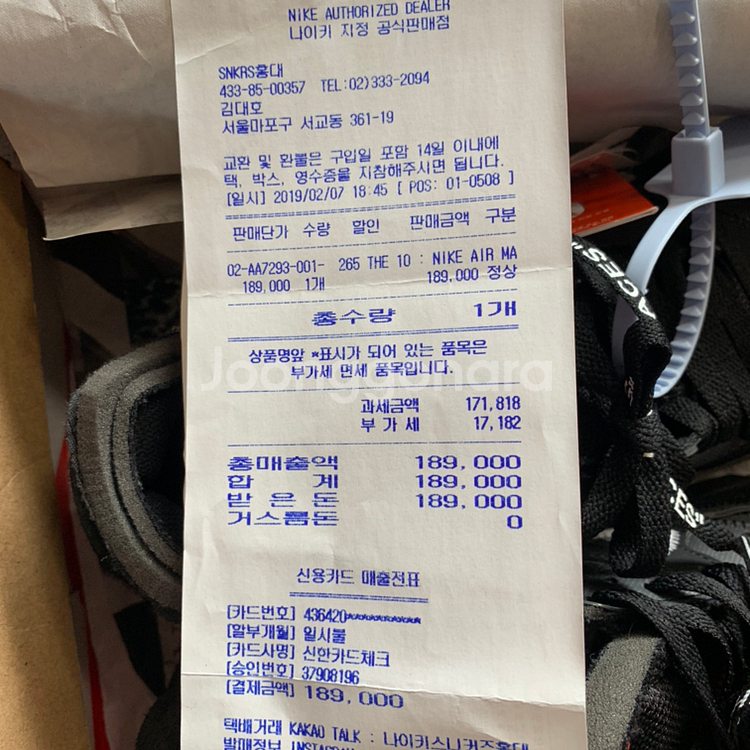 NIKE AUTHORIZED DEALER
나이키 지정 공식판매점
SNKRS홍대
433-85-00357 TEL:02)333-2094
김대호
서울마포구 서교동 361-19
교환 및 환불은 구입일 포함 14일 이내에
택, 박스, 영수증을 지참해주시면 됩니다.
[일시] 2019/02/07 18:45 [ POS: 01-0508 ]
판매단가 수량 할인 판매금액 구분
02-AA7293-001- 265 THE 10 : NIKE AIR MA
189,000 1개 189,000 정상
총수량 1개
상품명앞 *표시가 되어 있는 품목은
부가세 면세 품목입니다.
Joonggonara
과세금액 171,818
부 가 세 17,182
총매출액 189,000
합 계 189,000
받 은 돈 189,000
거스름돈 0
신용카드 매출전표
[카드번호] 436420**********
[할부개월] 일시불
[카드사명] 신한카드체크
[승인번호] 37908196
[결제금액] 189,000
택배거래 KAKAO TALK : 나이키스니커즈홍대
발매정보 INSTAGRAM
ACES"
CES"